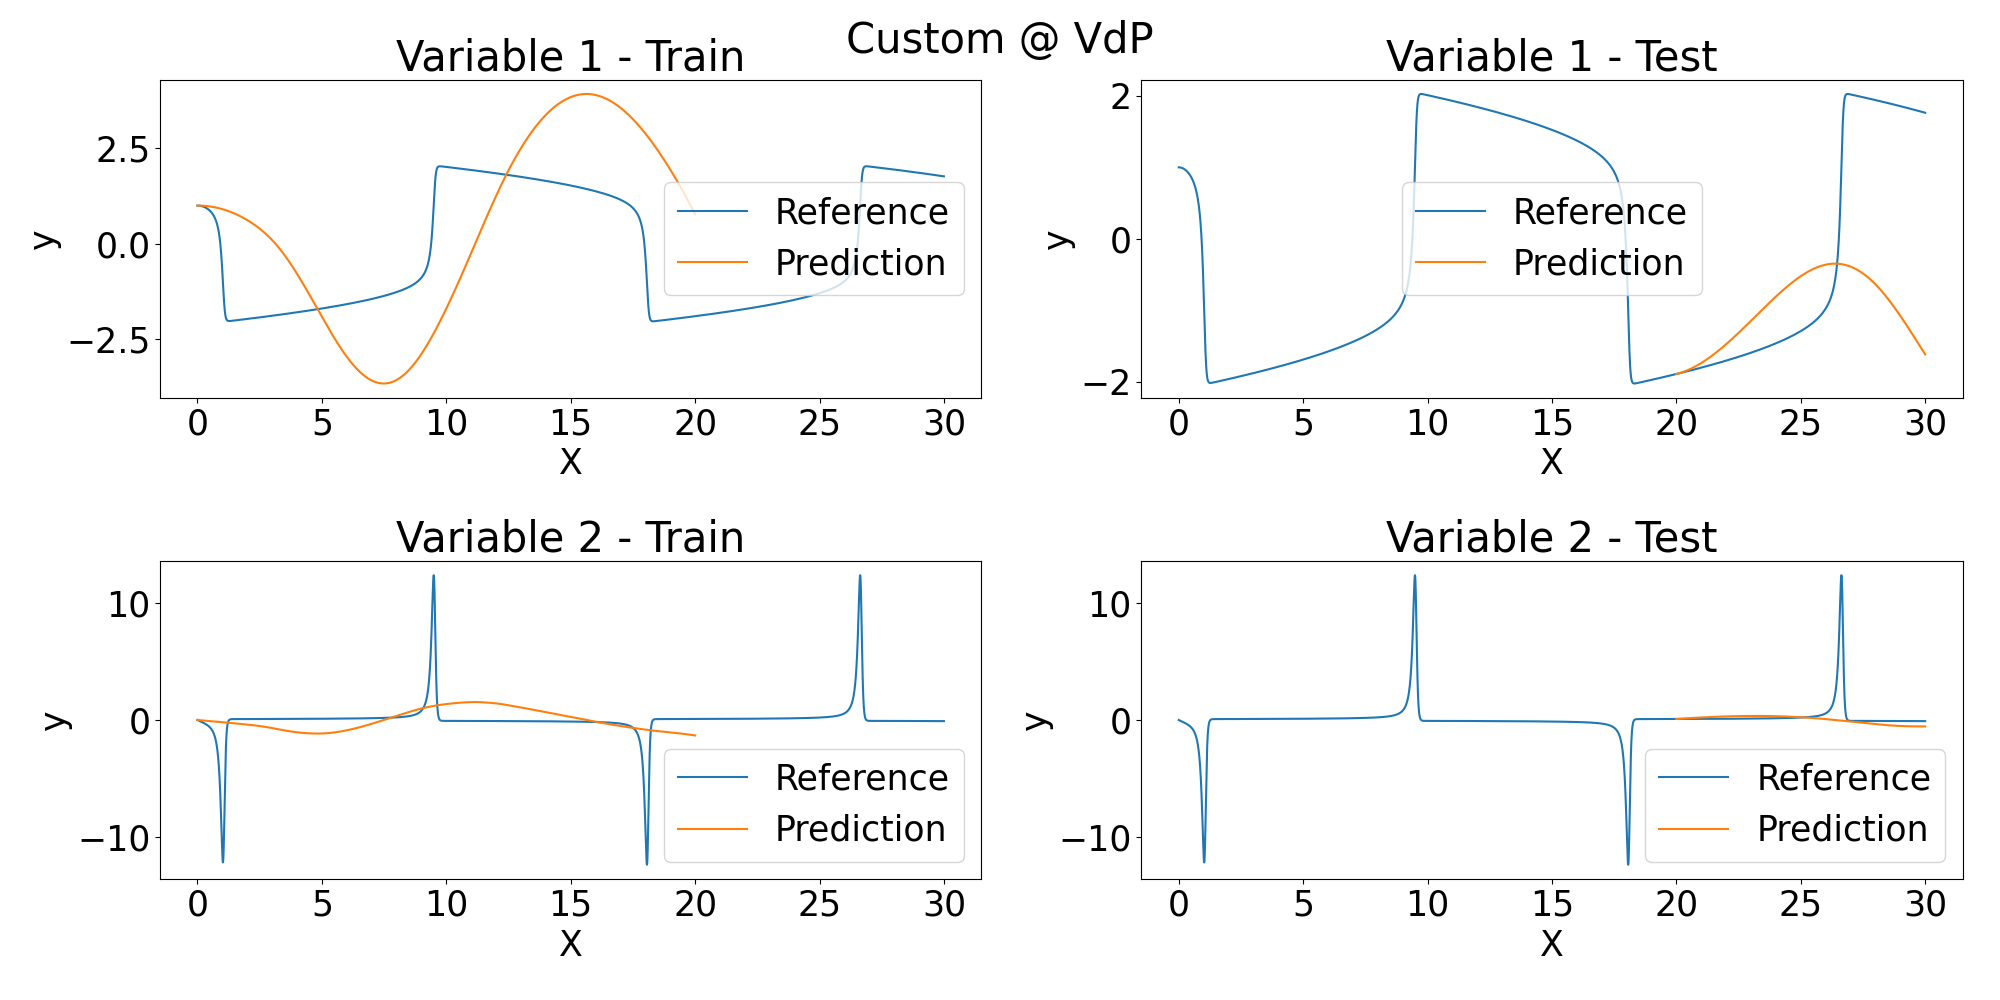 Custom @ VdP
Variable 1 - Train
2.5
0.0
−2.5
y
0 5 10 15 20 25 30
X
Reference
Prediction
Variable 1 - Test
2
0
−2
y
0 5 10 15 20 25 30
X
Reference
Prediction
Variable 2 - Train
10
0
−10
y
0 5 10 15 20 25 30
X
Reference
Prediction
Variable 2 - Test
10
0
−10
y
0 5 10 15 20 25 30
X
Reference
Prediction